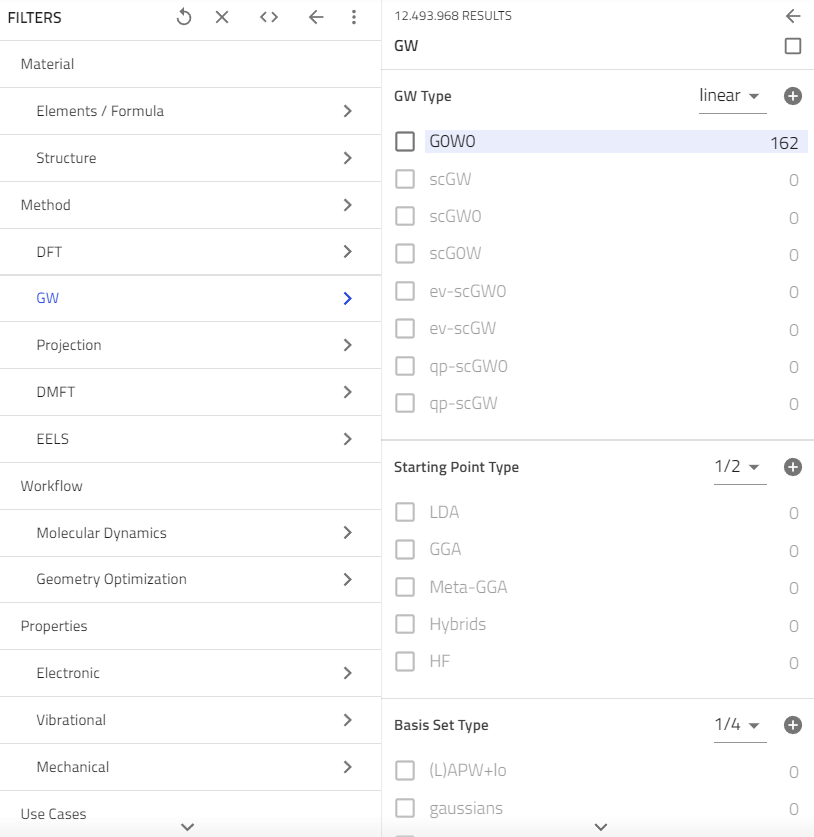 FILTERS
Material
Elements / Formula
Structure
Method
DFT
GW
Projection
DMFT
EELS
Workflow
Molecular Dynamics
Geometry Optimization
Properties
Electronic
Vibrational
Mechanical
Use Cases
12.493.968 RESULTS
GW
GW Type linear
G0W0 162
scGW 0
scGW0 0
scG0W 0
ev-scGW0 0
ev-scGW 0
qp-scGW0 0
qp-scGW 0
Starting Point Type 1/2
LDA 0
GGA 0
Meta-GGA 0
Hybrids 0
HF 0
Basis Set Type 1/4
(L)APW+lo 0
gaussians 0